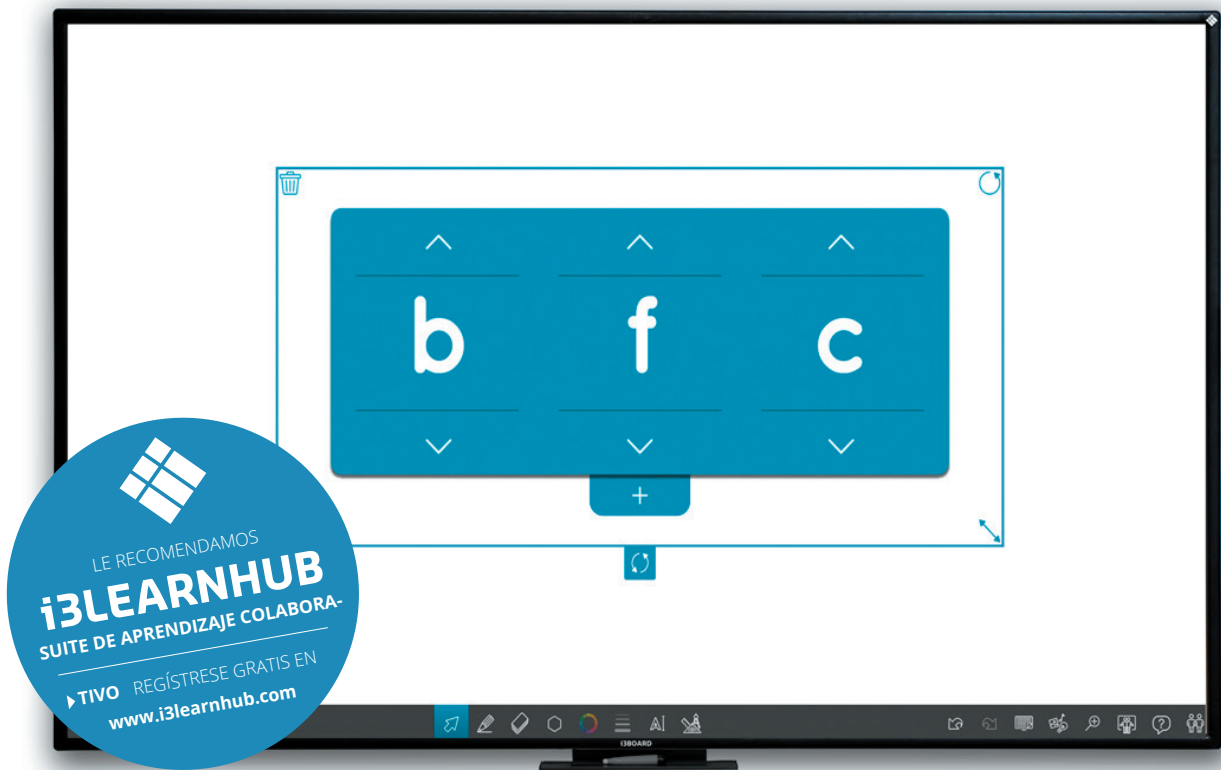 b f c
LE RECOMENDAMOS
i3LEARNHUB
SUITE DE APRENDIZAJE COLABORA-
TIVO REGÍSTRESE GRATIS EN
www.i3learnhub.com
A
i3BOARD